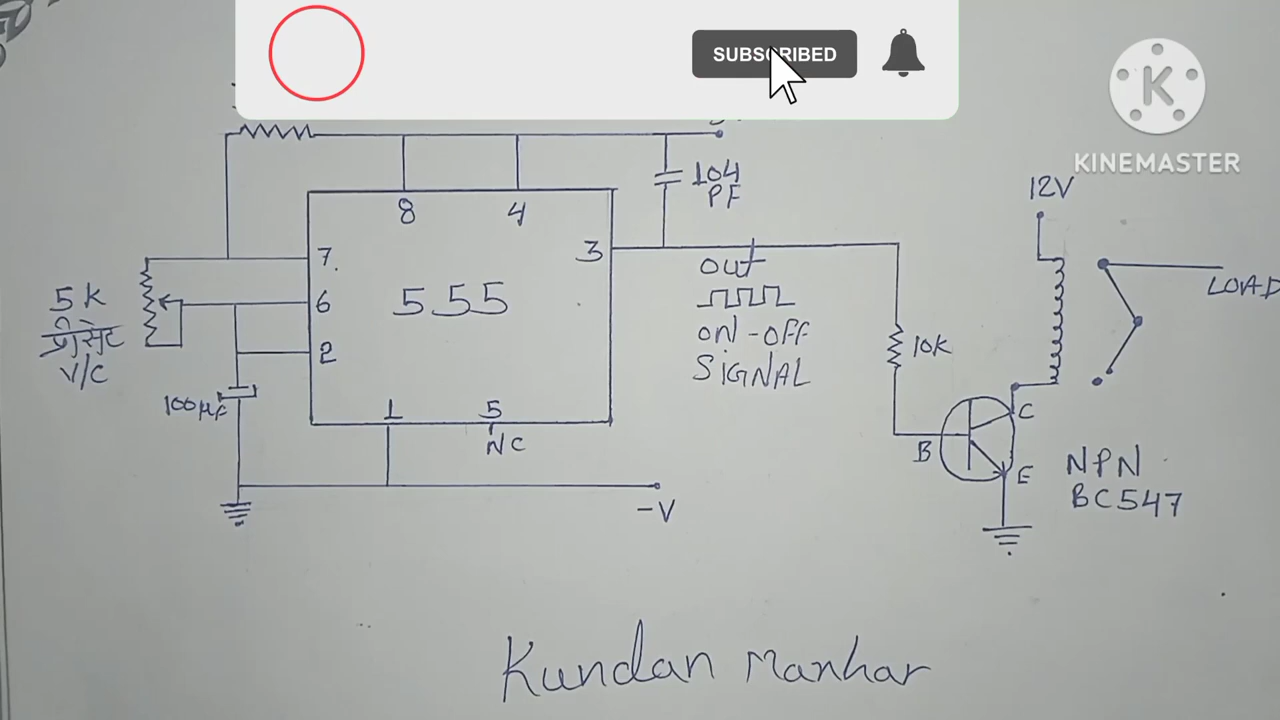 SUBSCRIBED
KINEMASTER
104
PF
12V
8
4
7
3
out
5K
प्रीसेट
V/C
6
555
LOAD
ON-OFF
SIGNAL
10K
2
100µF
1
5
NC
B
C
E
NPN
BC547
-V
Kundan Manhar